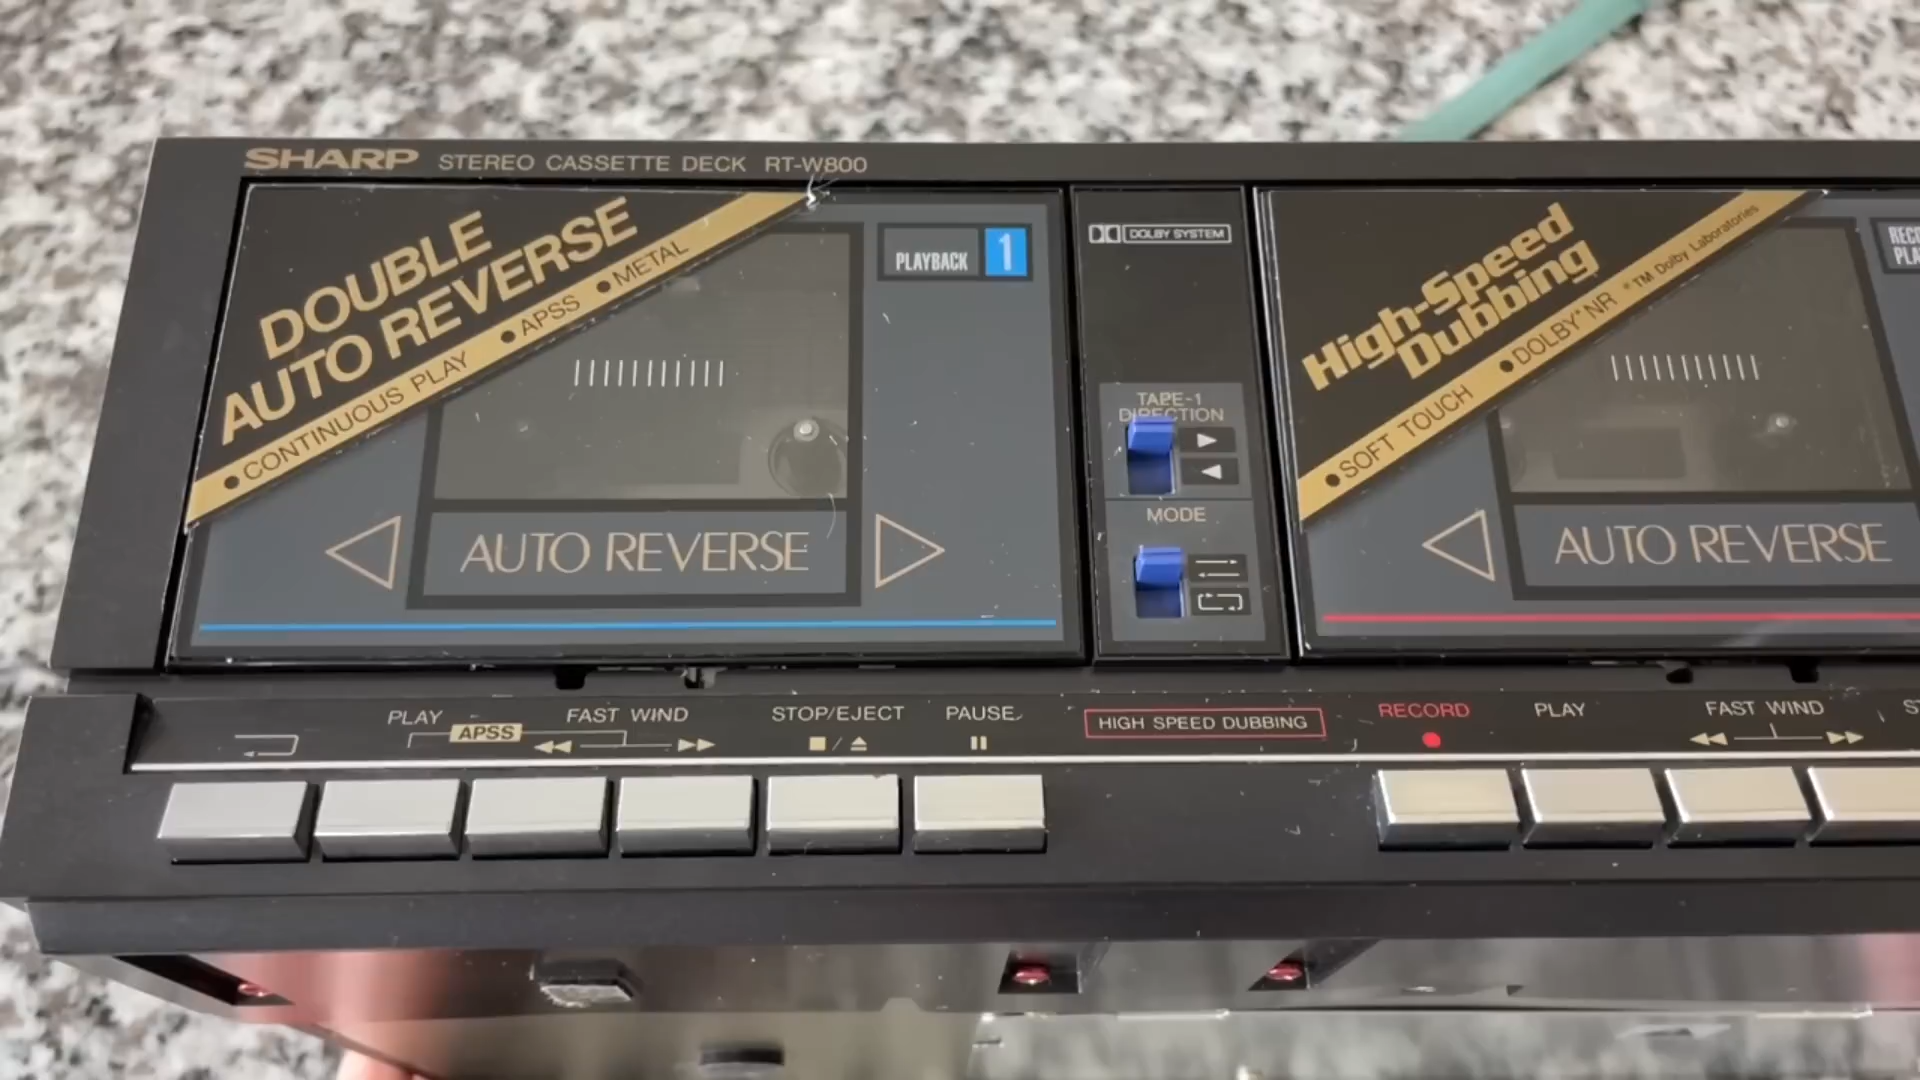 SHARP STEREO CASSETTE DECK RT-W800
DOUBLE
AUTO REVERSE
•CONTINUOUS PLAY •APSS •METAL
PLAYBACK 1
AUTO REVERSE
DOLBY SYSTEM
TAPE-1
DIRECTION
MODE
High-Speed
Dubbing
•SOFT TOUCH •DOLBY* NR *TM Dolby Laboratories
AUTO REVERSE
PLAY
APSS
FAST WIND
STOP/EJECT
PAUSE
HIGH SPEED DUBBING
RECORD
PLAY
FAST WIND